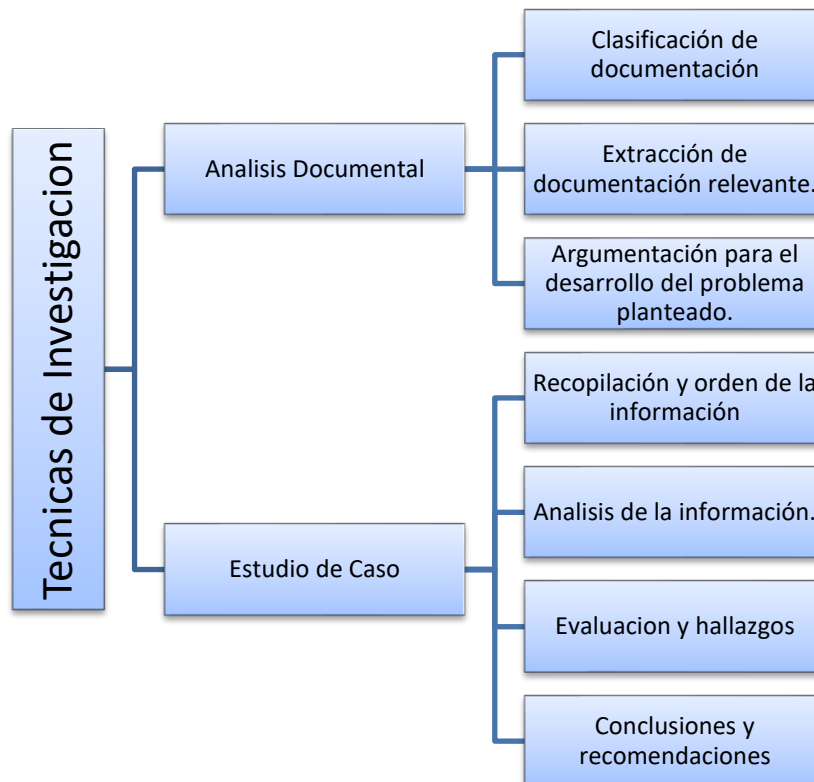 Tecnicas de Investigacion
Analisis Documental
Clasificación de
documentación
Extracción de
documentación relevante.
Argumentación para el
desarrollo del problema
planteado.
Estudio de Caso
Recopilación y orden de la
información
Analisis de la información.
Evaluacion y hallazgos
Conclusiones y
recomendaciones